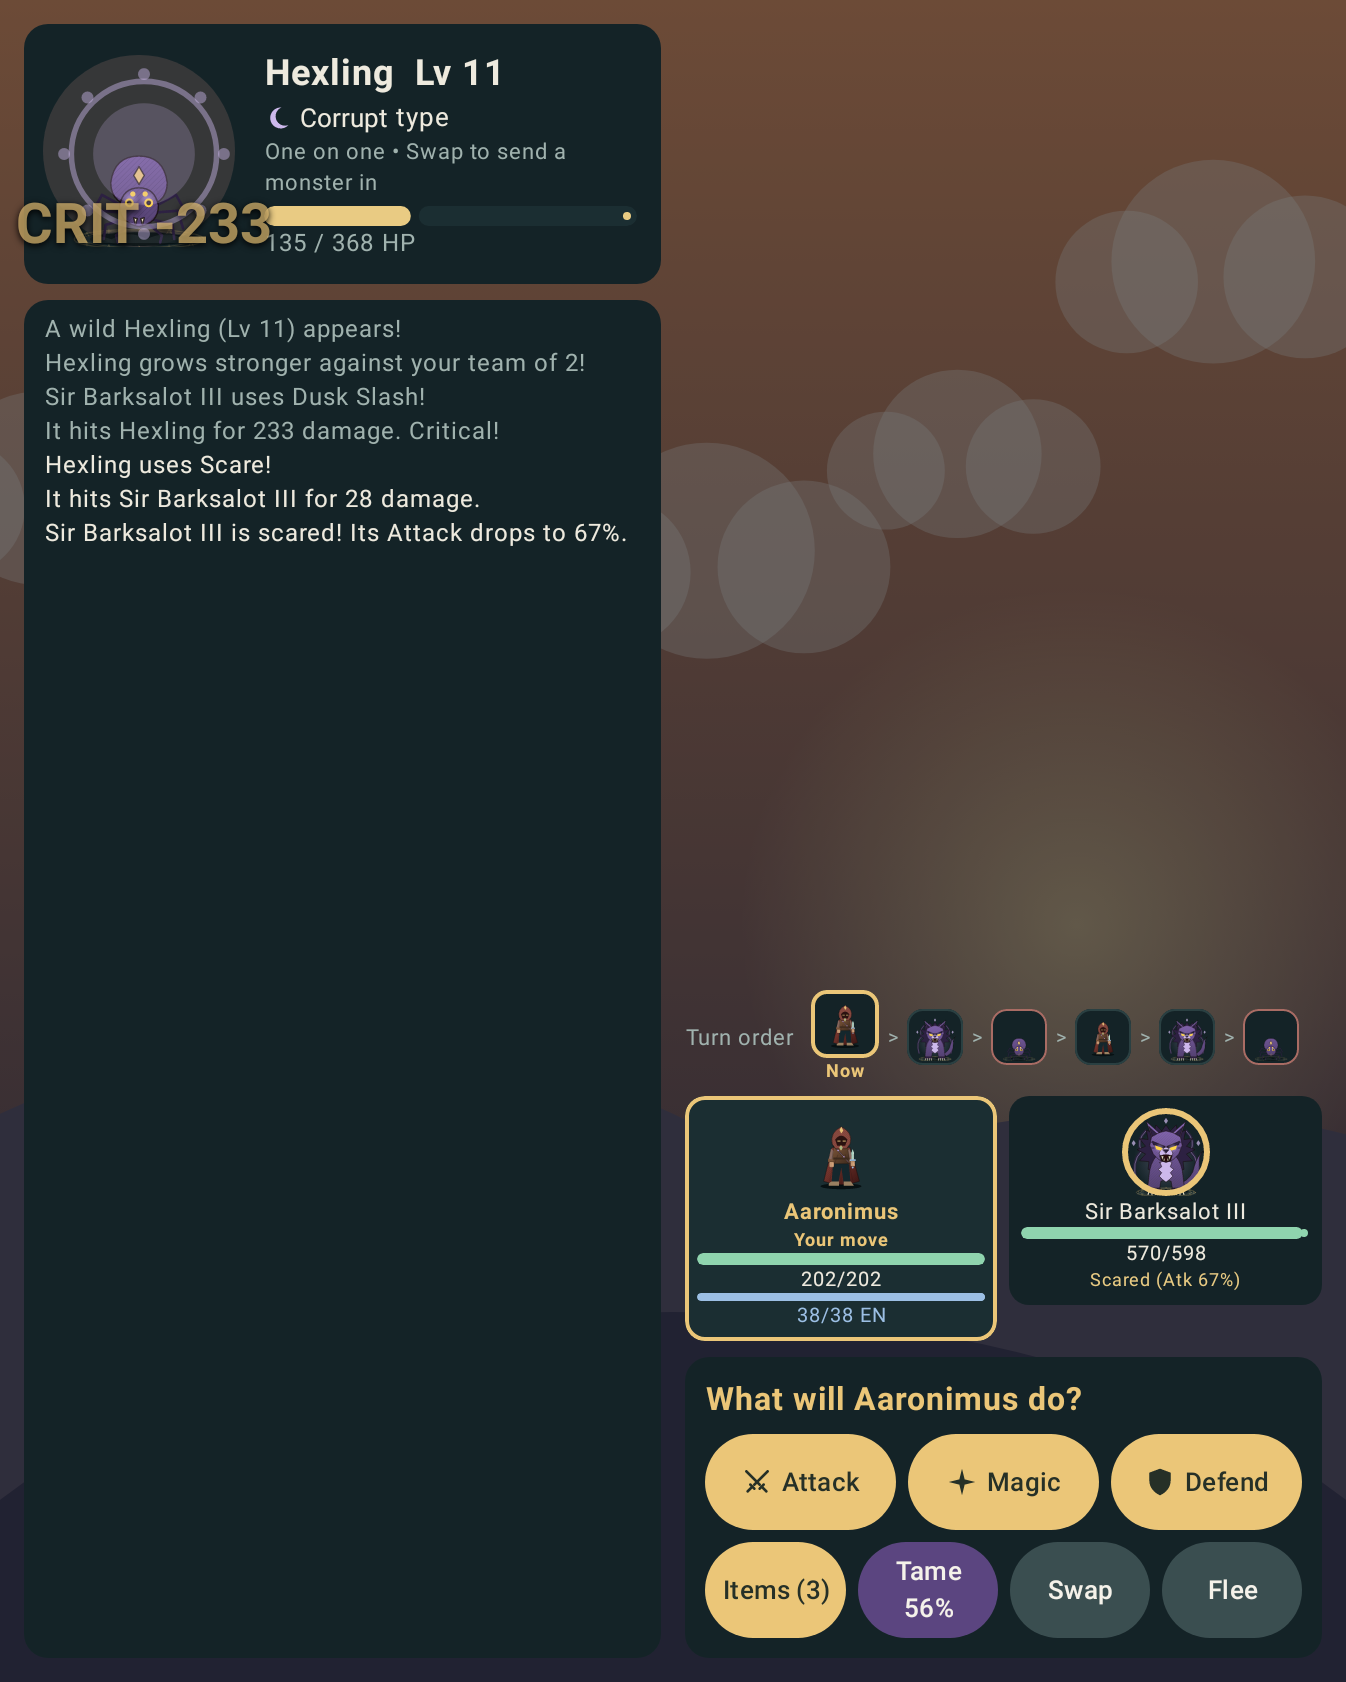 Hexling Lv 11
Corrupt type
One on one • Swap to send a
monster in
CRIT -233
135 / 368 HP
A wild Hexling (Lv 11) appears!
Hexling grows stronger against your team of 2!
Sir Barksalot III uses Dusk Slash!
It hits Hexling for 233 damage. Critical!
Hexling uses Scare!
It hits Sir Barksalot III for 28 damage.
Sir Barksalot III is scared! Its Attack drops to 67%.
Turn order > > > > >
Now
Aaronimus
Your move
202/202
38/38 EN
Sir Barksalot III
570/598
Scared (Atk 67%)
What will Aaronimus do?
Attack
Magic
Defend
Items (3)
Tame
56%
Swap
Flee